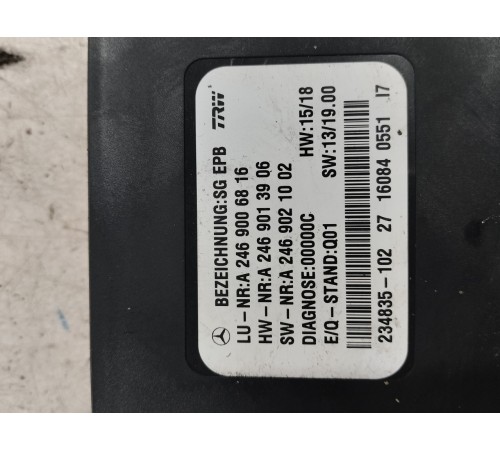 BEZEICHNUNG:SG EPB
TRW
LU-NR:A 246 900 68 16
HW-NR:A 246 901 39 06
SW-NR:A 246 902 10 02
DIAGNOSE:00000C
HW:15/18
E/Q-STAND:Q01
SW:13/19.00
234835-102 27 16084 0551 I7